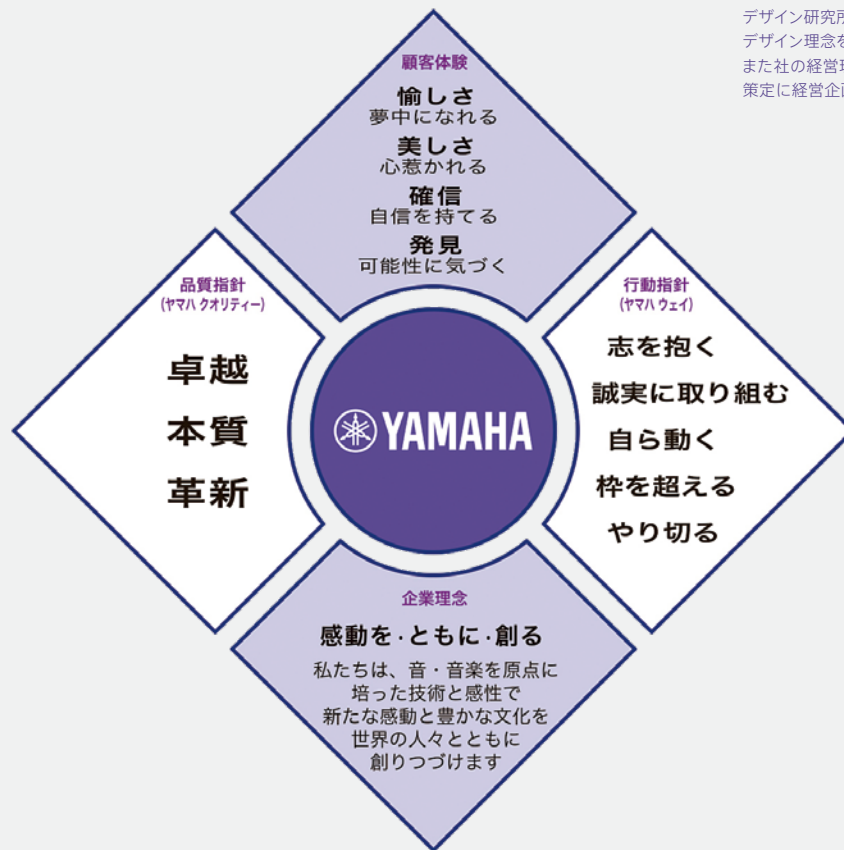 デザイン研究所
デザイン理念を
また社の経営理
策定に経営企画
顧客体験
愉しさ
夢中になれる
美しさ
心惹かれる
確信
自信を持てる
発見
可能性に気づく
品質指針
(ヤマハ クオリティー)
卓越
本質
革新
YAMAHA
行動指針
(ヤマハ ウェイ)
志を抱く
誠実に取り組む
自ら動く
枠を超える
やり切る
企業理念
感動を・ともに・創る
私たちは、音・音楽を原点に
培った技術と感性で
新たな感動と豊かな文化を
世界の人々とともに
創りつづけます